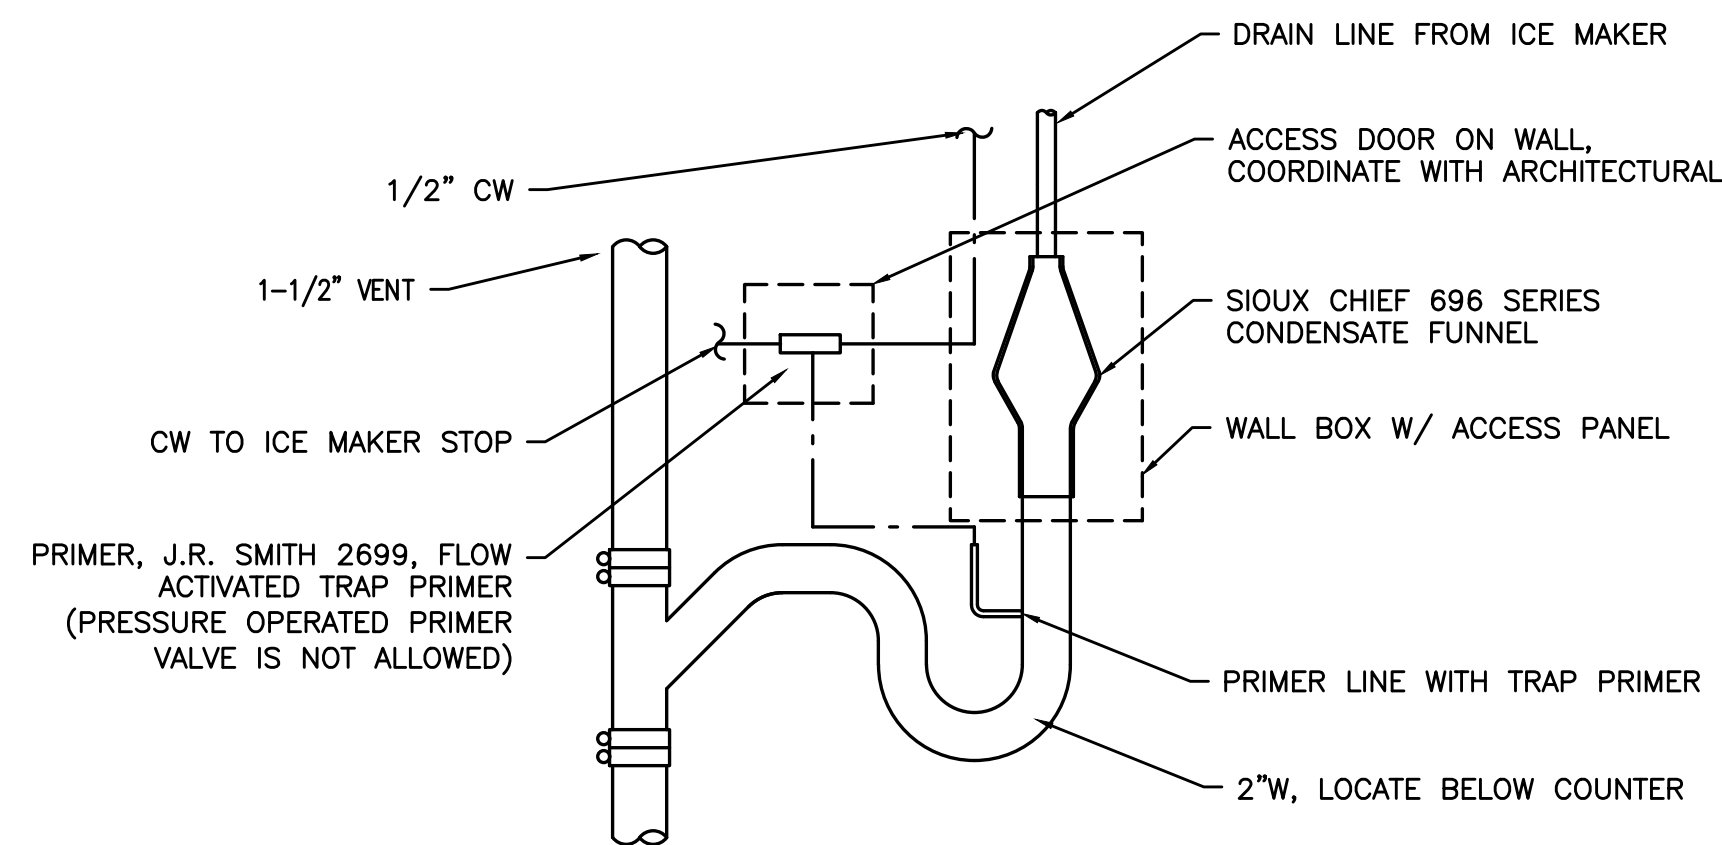 DRAIN LINE FROM ICE MAKER
ACCESS DOOR ON WALL,
COORDINATE WITH ARCHITECTURAL
1/2" CW
1-1/2" VENT
SIOUX CHIEF 696 SERIES
CONDENSATE FUNNEL
CW TO ICE MAKER STOP
WALL BOX W/ ACCESS PANEL
PRIMER, J.R. SMITH 2699, FLOW
ACTIVATED TRAP PRIMER
(PRESSURE OPERATED PRIMER
VALVE IS NOT ALLOWED)
PRIMER LINE WITH TRAP PRIMER
2"W, LOCATE BELOW COUNTER